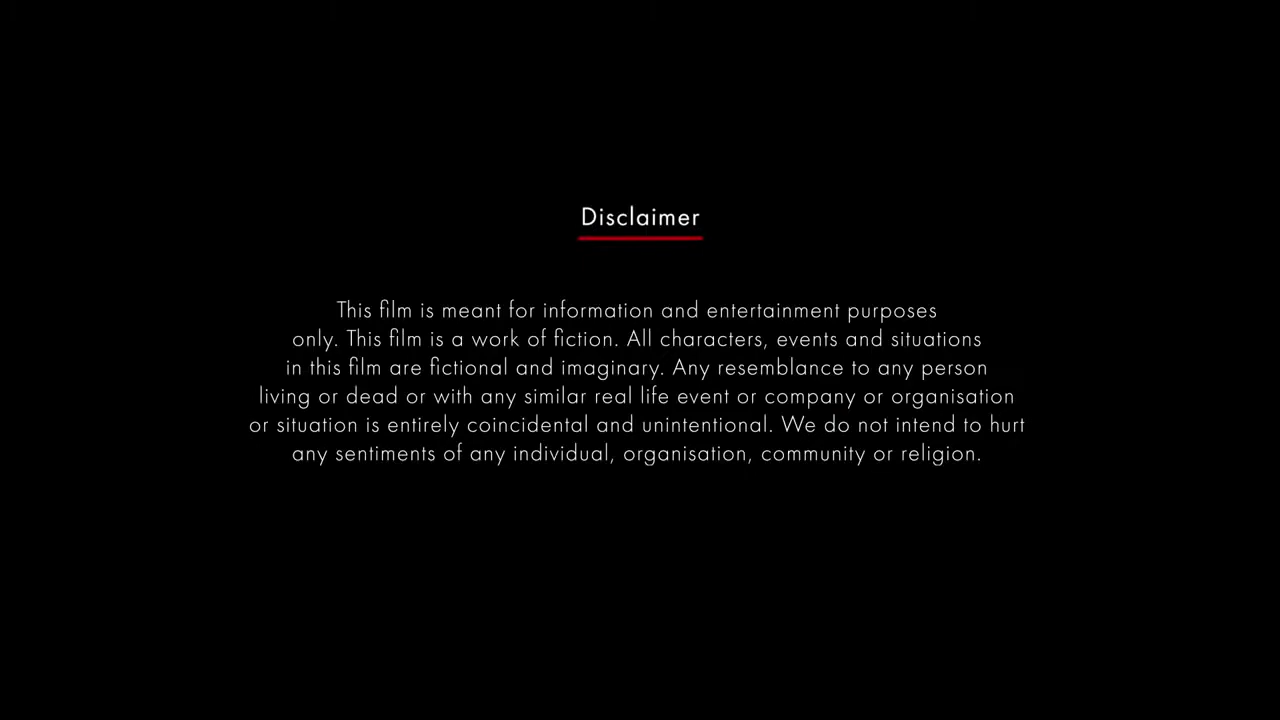 Disclaimer
This film is meant for information and entertainment purposes
only. This film is a work of fiction. All characters, events and situations
in this film are fictional and imaginary. Any resemblance to any person
living or dead or with any similar real life event or company or organisation
or situation is entirely coincidental and unintentional. We do not intend to hurt
any sentiments of any individual, organisation, community or religion.